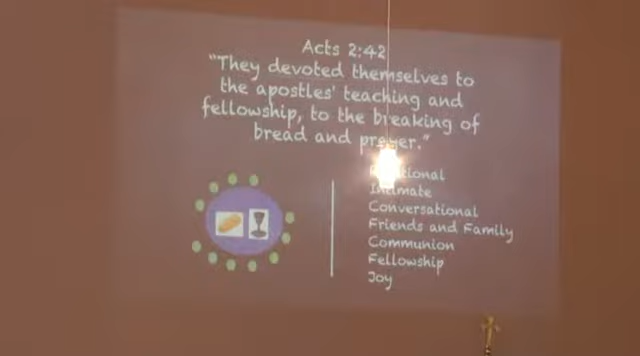 Acts 2:42
"They devoted themselves to
the apostles' teaching and
fellowship, to the breaking of
bread and prayer."
Intimate
Conversational
Friends and Family
Communion
Fellowship
Joy